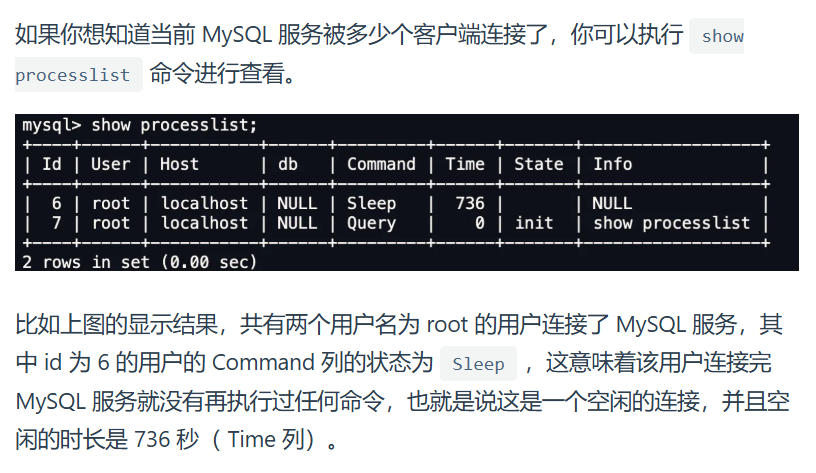 如果你想知道当前 MySQL 服务被多少个客户端连接了，你可以执行 show
processlist 命令进行查看。
mysql> show processlist;
+----+------+-----------+------+---------+------+-------+------------------+
| Id | User | Host      | db   | Command | Time | State | Info             |
+----+------+-----------+------+---------+------+-------+------------------+
|  6 | root | localhost | NULL | Sleep   |  736 |       | NULL             |
|  7 | root | localhost | NULL | Query   |    0 | init  | show processlist |
+----+------+-----------+------+---------+------+-------+------------------+
2 rows in set (0.00 sec)
比如上图的显示结果，共有两个用户名为 root 的用户连接了 MySQL 服务，其
中 id 为 6 的用户的 Command 列的状态为 Sleep ，这意味着该用户连接完
MySQL 服务就没有再执行过任何命令，也就是说这是一个空闲的连接，并且空
闲的时长是 736 秒（ Time 列）。